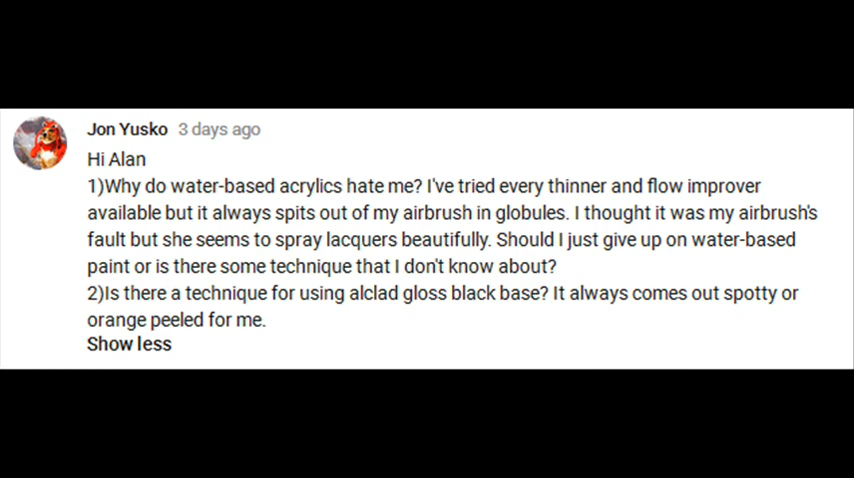 Jon Yusko 3 days ago
Hi Alan
1)Why do water-based acrylics hate me? I've tried every thinner and flow improver
available but it always spits out of my airbrush in globules. I thought it was my airbrush's
fault but she seems to spray lacquers beautifully. Should I just give up on water-based
paint or is there some technique that I don't know about?
2)Is there a technique for using alclad gloss black base? It always comes out spotty or
orange peeled for me.
Show less